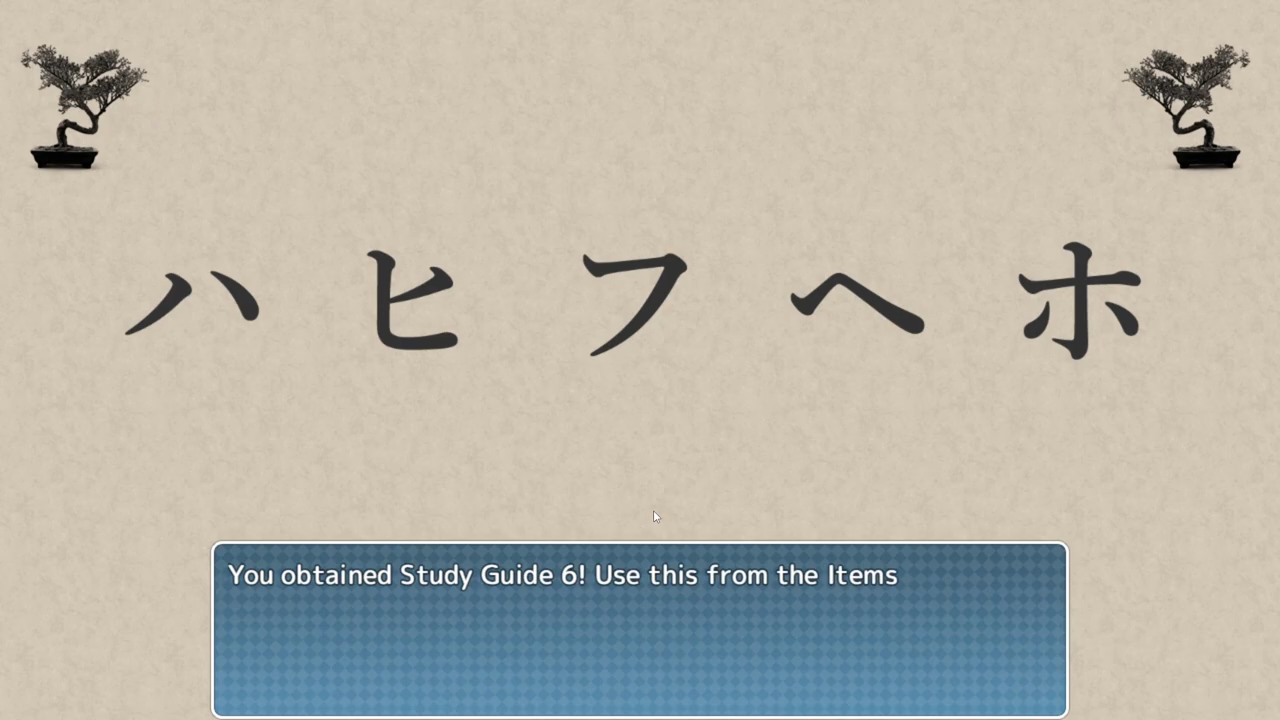 ハ ヒ フ ヘ ホ
You obtained Study Guide 6! Use this from the Items